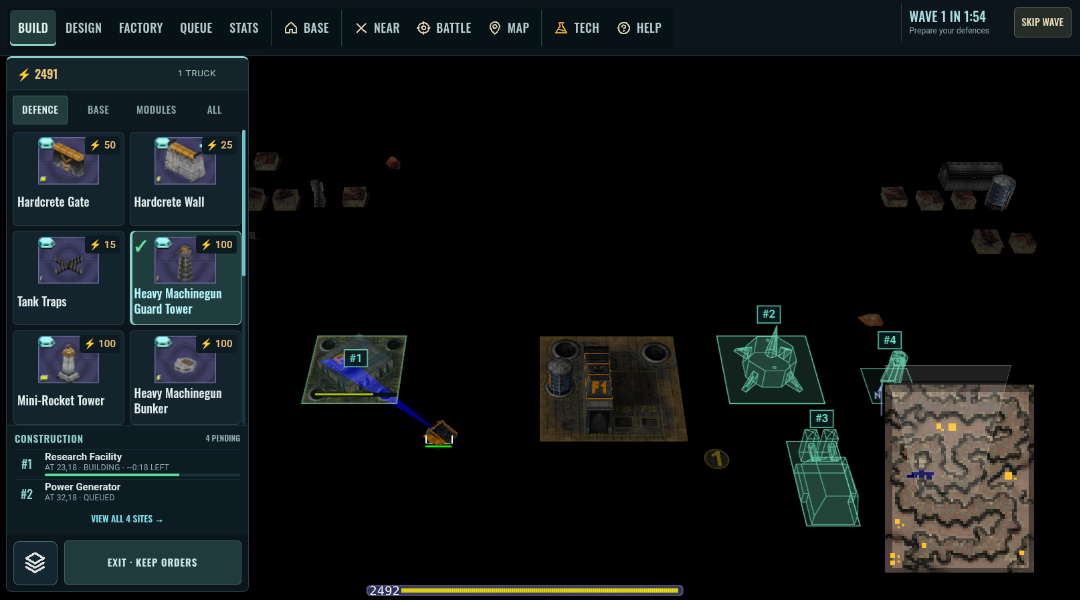 BUILD DESIGN FACTORY QUEUE STATS BASE NEAR BATTLE MAP TECH HELP
WAVE 1 IN 1:54
Prepare your defences
SKIP WAVE
2491
1 TRUCK
DEFENCE BASE MODULES ALL
50
Hardcrete Gate
25
Hardcrete Wall
15
Tank Traps
100
Heavy Machinegun
Guard Tower
100
Mini-Rocket Tower
100
Heavy Machinegun
Bunker
CONSTRUCTION
4 PENDING
#1
Research Facility
AT 23,18 · BUILDING · ~0:18 LEFT
#2
Power Generator
AT 32,18 · QUEUED
VIEW ALL 4 SITES →
EXIT · KEEP ORDERS
#1
F1
#2
#3
#4
1
2492